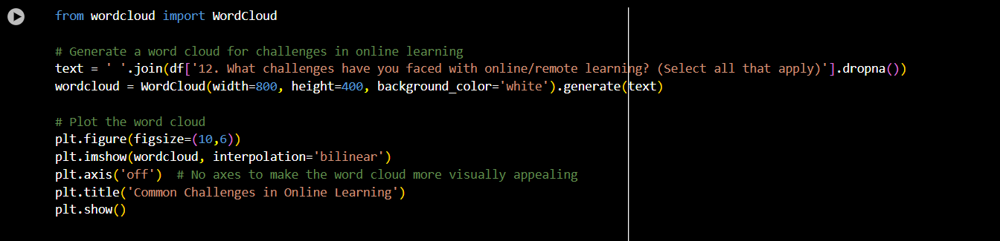 from wordcloud import WordCloud
# Generate a word cloud for challenges in online learning
text = ' '.join(df['12. What challenges have you faced with online/remote learning? (Select all that apply)'].dropna())
wordcloud = WordCloud(width=800, height=400, background_color='white').generate(text)
# Plot the word cloud
plt.figure(figsize=(10,6))
plt.imshow(wordcloud, interpolation='bilinear')
plt.axis('off')  # No axes to make the word cloud more visually appealing
plt.title('Common Challenges in Online Learning')
plt.show()